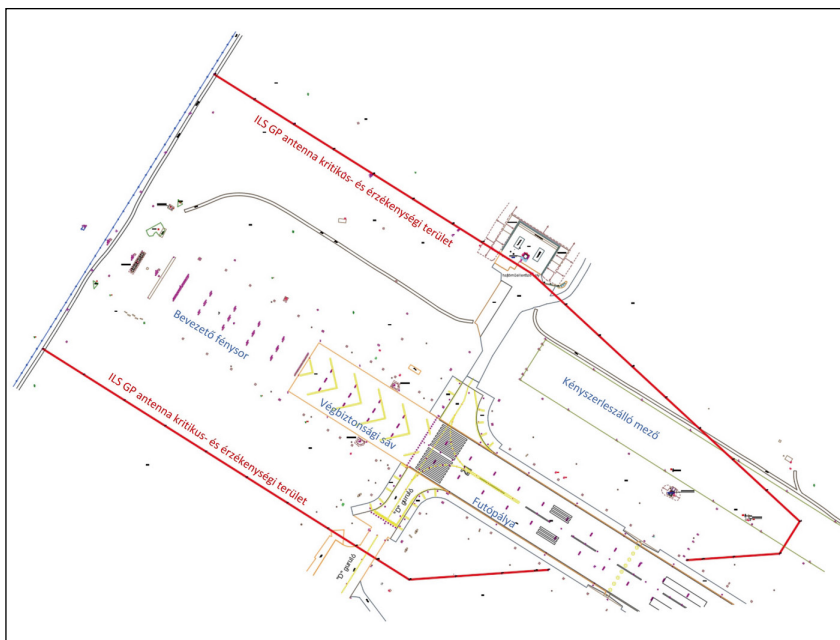 ILS GP antenna kritikus- és érzékenységi terület
Bevezető fénysor
Kényszerleszálló mező
Végbiztonsági sáv
ILS GP antenna kritikus- és érzékenységi terület
Futópálya
"D" guruló
"D" guruló